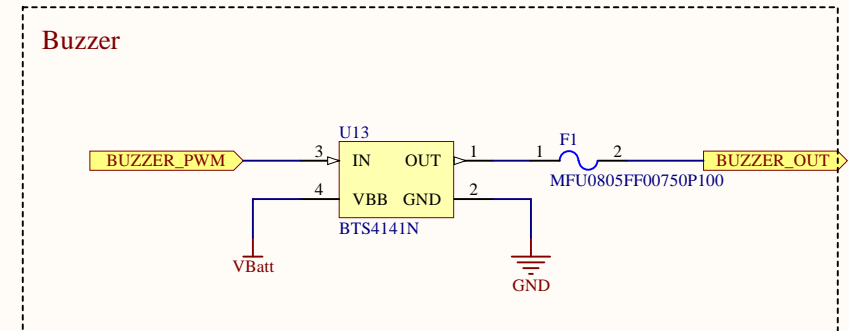 Buzzer
U13
F1
BUZZER_PWM
3
IN
OUT
1
1
2
BUZZER_OUT
MFU0805FF00750P100
4
VBB
GND
2
BTS4141N
VBatt
GND